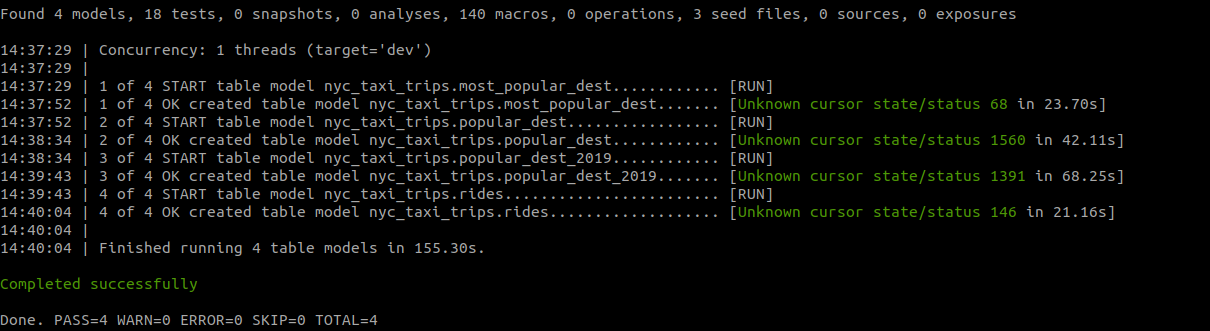 Found 4 models, 18 tests, 0 snapshots, 0 analyses, 140 macros, 0 operations, 3 seed files, 0 sources, 0 exposures
14:37:29 | Concurrency: 1 threads (target='dev')
14:37:29 |
14:37:29 | 1 of 4 START table model nyc_taxi_trips.most_popular_dest............ [RUN]
14:37:52 | 1 of 4 OK created table model nyc_taxi_trips.most_popular_dest....... [Unknown cursor state/status 68 in 23.70s]
14:37:52 | 2 of 4 START table model nyc_taxi_trips.popular_dest................. [RUN]
14:38:34 | 2 of 4 OK created table model nyc_taxi_trips.popular_dest............ [Unknown cursor state/status 1560 in 42.11s]
14:38:34 | 3 of 4 START table model nyc_taxi_trips.popular_dest_2019............ [RUN]
14:39:43 | 3 of 4 OK created table model nyc_taxi_trips.popular_dest_2019....... [Unknown cursor state/status 1391 in 68.25s]
14:39:43 | 4 of 4 START table model nyc_taxi_trips.rides........................ [RUN]
14:40:04 | 4 of 4 OK created table model nyc_taxi_trips.rides................... [Unknown cursor state/status 146 in 21.16s]
14:40:04 |
14:40:04 | Finished running 4 table models in 155.30s.
Completed successfully
Done. PASS=4 WARN=0 ERROR=0 SKIP=0 TOTAL=4